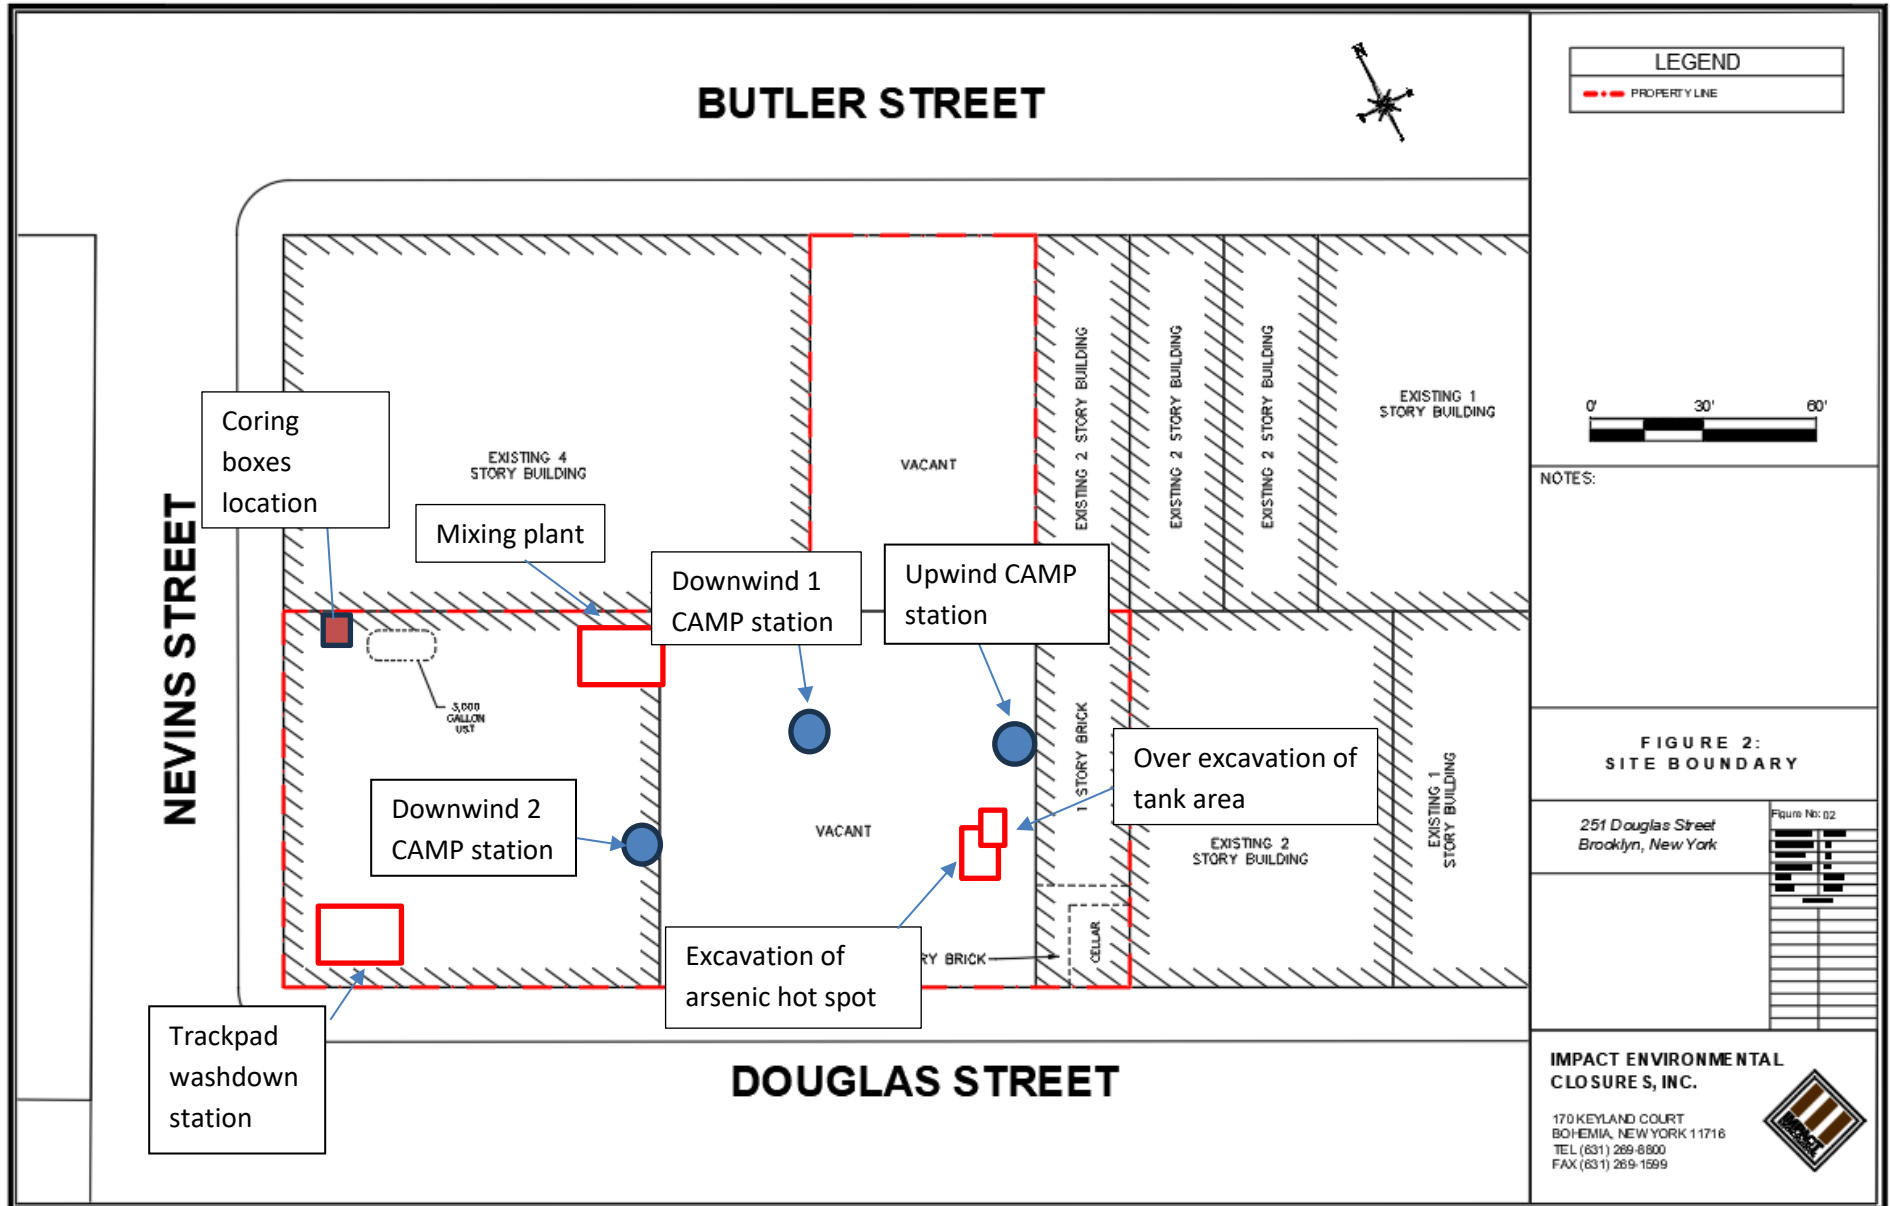 BUTLER STREET
N
LEGEND
PROPERTY LINE
0' 30' 60'
NOTES:
EXISTING 4
STORY BUILDING
VACANT
EXISTING 2 STORY BUILDING
EXISTING 2 STORY BUILDING
EXISTING 2 STORY BUILDING
EXISTING 1
STORY BUILDING
Coring
boxes
location
Mixing plant
Downwind 1
CAMP station
Upwind CAMP
station
NEVINS STREET
GALLON
UST
1 STORY BRICK
Over excavation of
tank area
Downwind 2
CAMP station
VACANT
EXISTING 2
STORY BUILDING
EXISTING 1
STORY BUILDING
Excavation of
arsenic hot spot
RY BRICK
CELLAR
Trackpad
washdown
station
DOUGLAS STREET
FIGURE 2:
SITE BOUNDARY
251 Douglas Street
Brooklyn, New York
Figure No: 02
IMPACT ENVIRONMENTAL
CLOSURES, INC.
170 KEYLAND COURT
BOHEMIA, NEW YORK 11716
TEL (631) 269-8800
FAX (631) 269-1599